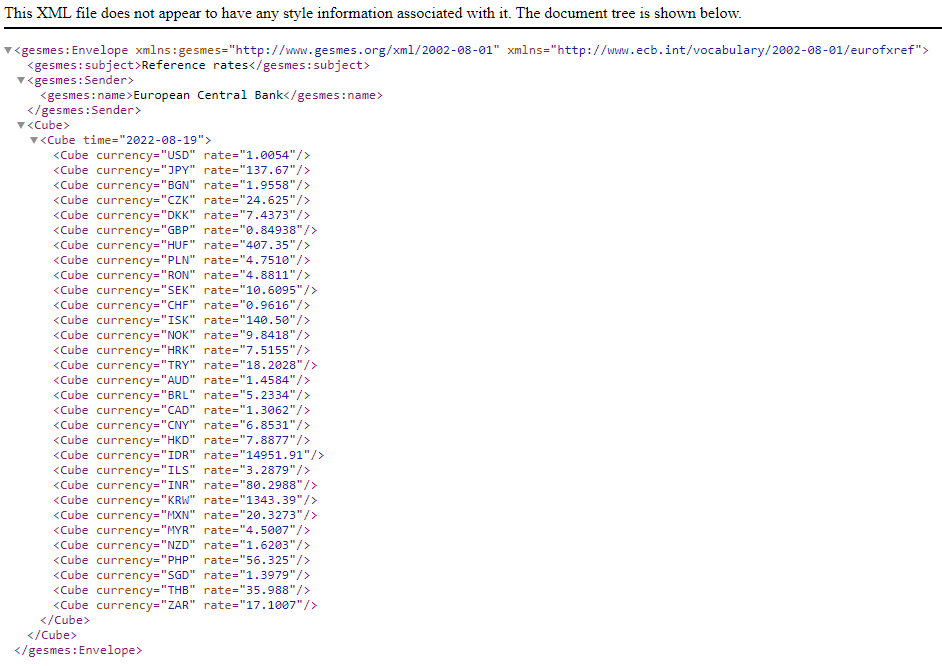 This XML file does not appear to have any style information associated with it. The document tree is shown below.
▼<gesmes:Envelope xmlns:gesmes="http://www.gesmes.org/xml/2002-08-01" xmlns="http://www.ecb.int/vocabulary/2002-08-01/eurofxref">
<gesmes:subject>Reference rates</gesmes:subject>
▼<gesmes:Sender>
<gesmes:name>European Central Bank</gesmes:name>
</gesmes:Sender>
▼<Cube>
▼<Cube time="2022-08-19">
<Cube currency="USD" rate="1.0054"/>
<Cube currency="JPY" rate="137.67"/>
<Cube currency="BGN" rate="1.9558"/>
<Cube currency="CZK" rate="24.625"/>
<Cube currency="DKK" rate="7.4373"/>
<Cube currency="GBP" rate="0.84938"/>
<Cube currency="HUF" rate="407.35"/>
<Cube currency="PLN" rate="4.7510"/>
<Cube currency="RON" rate="4.8811"/>
<Cube currency="SEK" rate="10.6095"/>
<Cube currency="CHF" rate="0.9616"/>
<Cube currency="ISK" rate="140.50"/>
<Cube currency="NOK" rate="9.8418"/>
<Cube currency="HRK" rate="7.5155"/>
<Cube currency="TRY" rate="18.2028"/>
<Cube currency="AUD" rate="1.4584"/>
<Cube currency="BRL" rate="5.2334"/>
<Cube currency="CAD" rate="1.3062"/>
<Cube currency="CNY" rate="6.8531"/>
<Cube currency="HKD" rate="7.8877"/>
<Cube currency="IDR" rate="14951.91"/>
<Cube currency="ILS" rate="3.2879"/>
<Cube currency="INR" rate="80.2988"/>
<Cube currency="KRW" rate="1343.39"/>
<Cube currency="MXN" rate="20.3273"/>
<Cube currency="MYR" rate="4.5007"/>
<Cube currency="NZD" rate="1.6203"/>
<Cube currency="PHP" rate="56.325"/>
<Cube currency="SGD" rate="1.3979"/>
<Cube currency="THB" rate="35.988"/>
<Cube currency="ZAR" rate="17.1007"/>
</Cube>
</Cube>
</gesmes:Envelope>